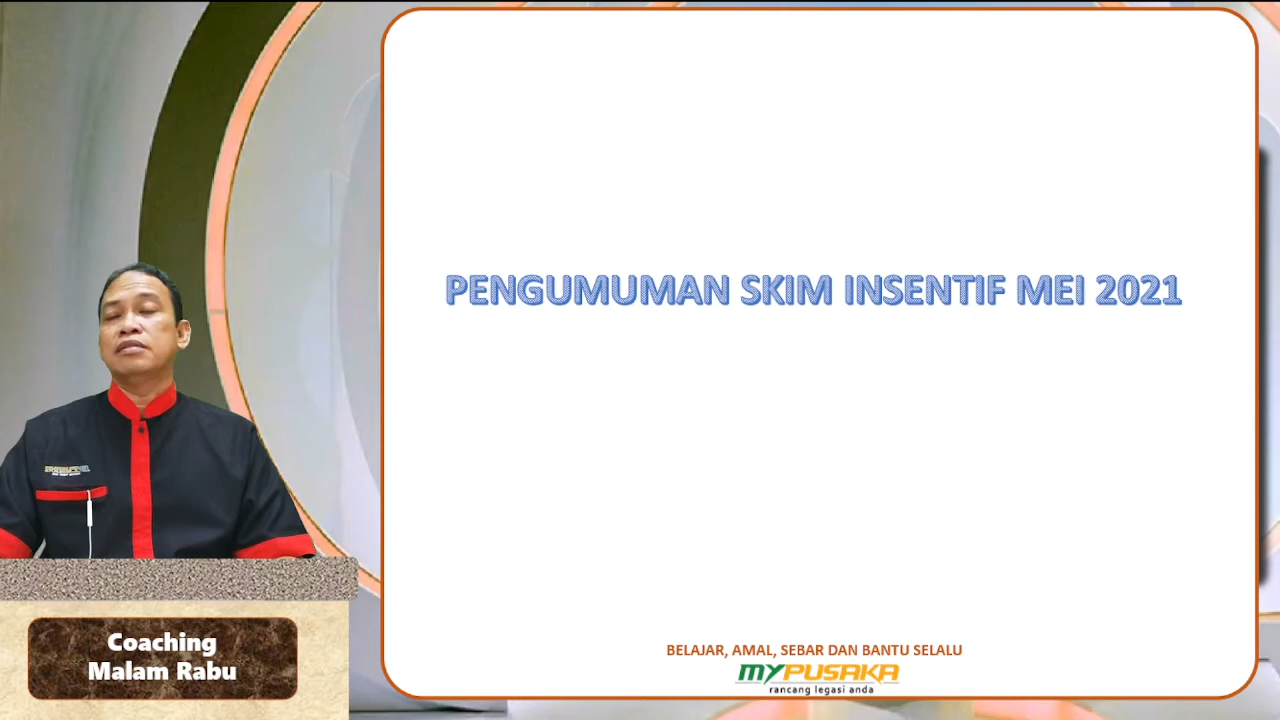 PENGUMUMAN SKIM INSENTIF MEI 2021
Coaching
Malam Rabu
BELAJAR, AMAL, SEBAR DAN BANTU SELALU
MYPUSAKA
rancang legasi anda